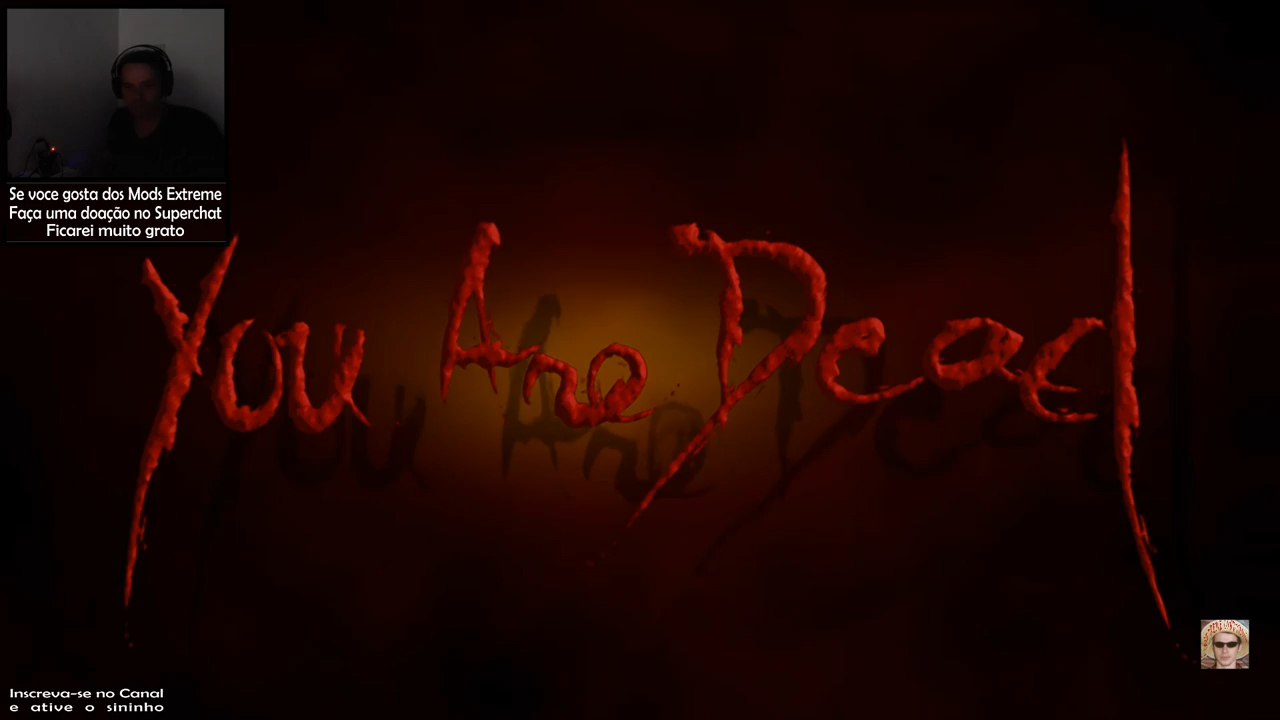 Se voce gosta dos Mods Extreme
Faça uma doação no Superchat
Ficarei muito grato
You Are Dead
Inscreva-se no Canal
e ative o sininho